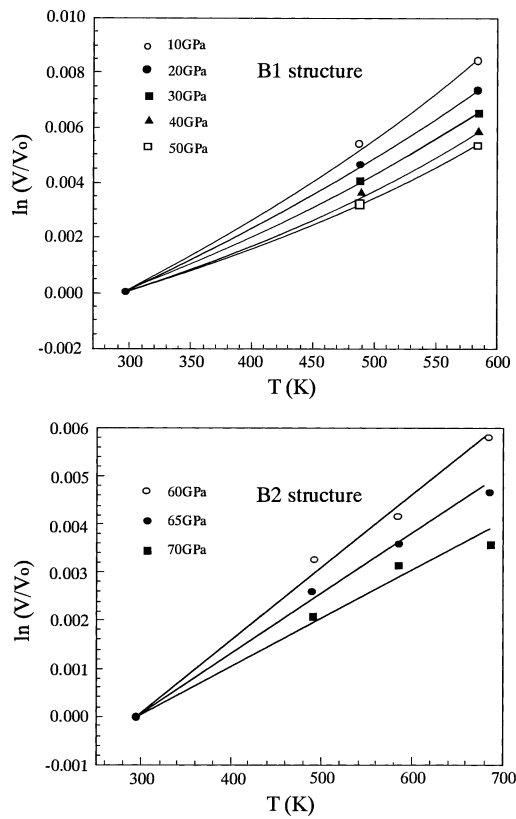 0.010
10GPa
20GPa
B1 structure
0.008
30GPa
40GPa
0.006
50GPa
ln (V/Vo)
0.004
0.002
0.000
-0.002
300 350 400 450 500 550 600
T (K)
0.006
60GPa
B2 structure
0.005
65GPa
0.004
70GPa
0.003
ln (V/Vo)
0.002
0.001
0.000
-0.001
300 400 500 600 700
T (K)